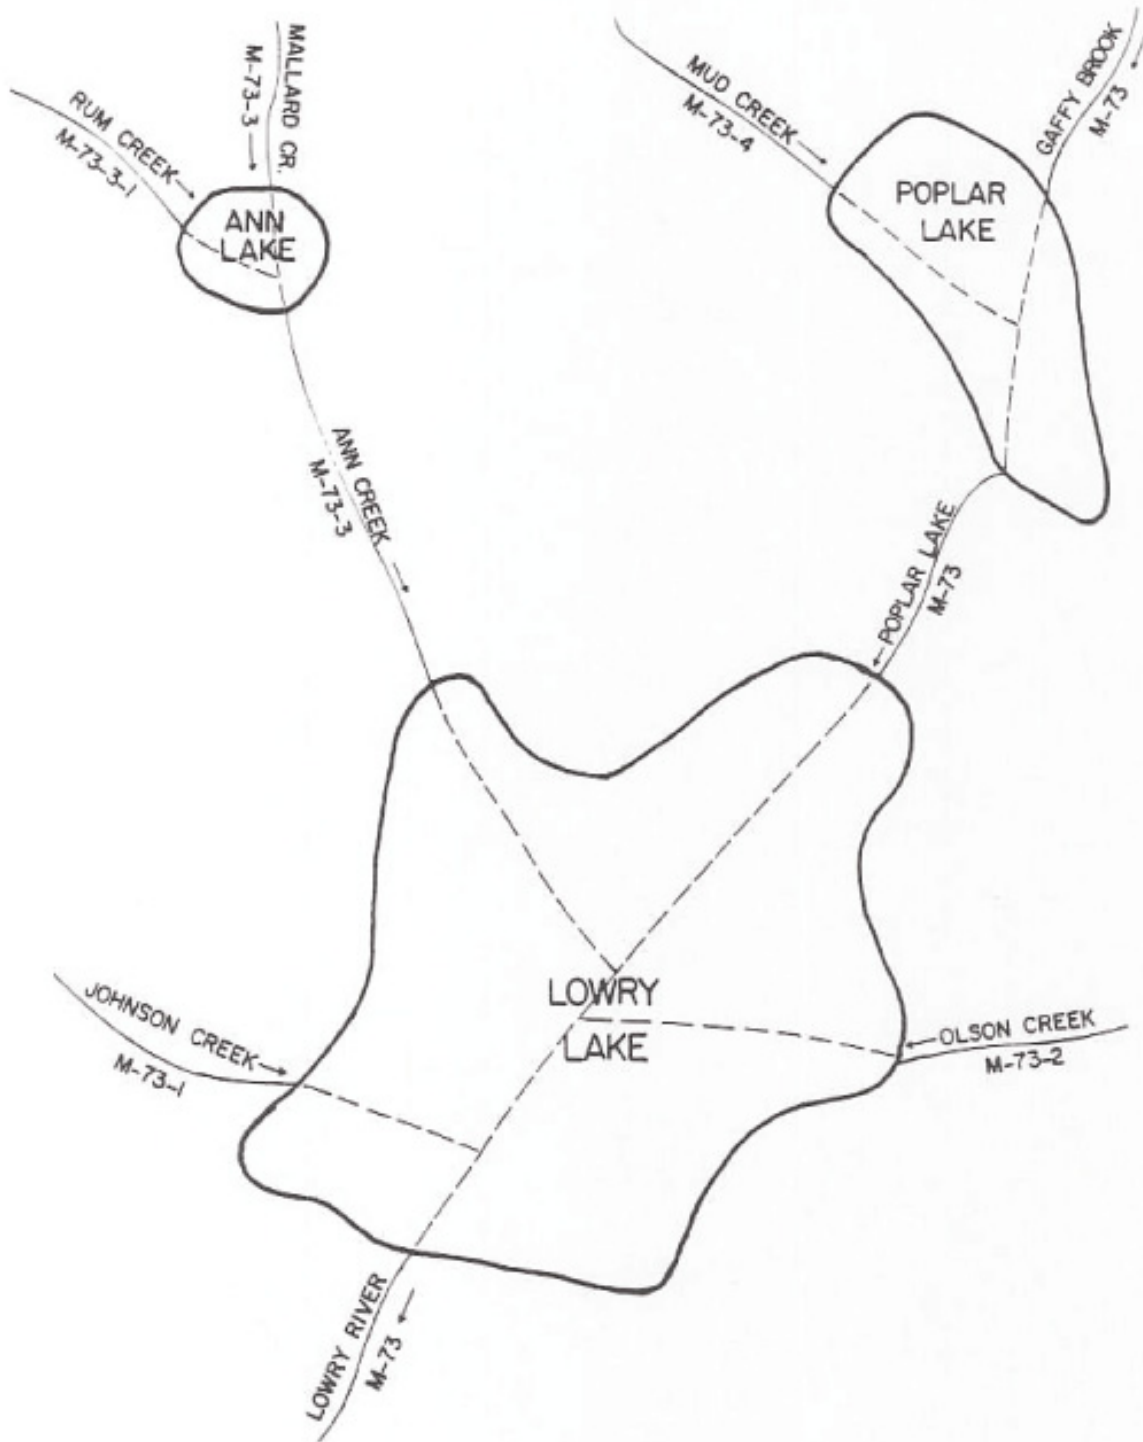 MALLARD CR.
M-73-3
RUM CREEK
M-73-3-1
ANN
LAKE
MUD CREEK
M-73-4
GAFFY BROOK
M-73
POPLAR
LAKE
ANN CREEK
M-73-3
POPLAR LAKE
M-73
LOWRY
LAKE
JOHNSON CREEK
M-73-1
OLSON CREEK
M-73-2
LOWRY RIVER
M-73